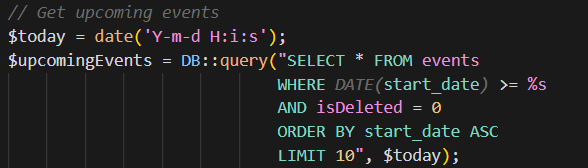 // Get upcoming events
$today = date('Y-m-d H:i:s');
$upcomingEvents = DB::query("SELECT * FROM events
WHERE DATE(start_date) >= %s
AND isDeleted = 0
ORDER BY start_date ASC
LIMIT 10", $today);